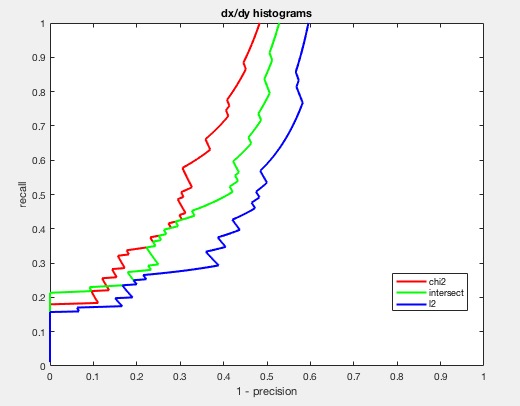 dx/dy histograms
1
0.9
0.8
0.7
0.6
0.5
0.4
0.3
0.2
0.1
0
recall
chi2
intersect
l2
0 0.1 0.2 0.3 0.4 0.5 0.6 0.7 0.8 0.9 1
1 - precision